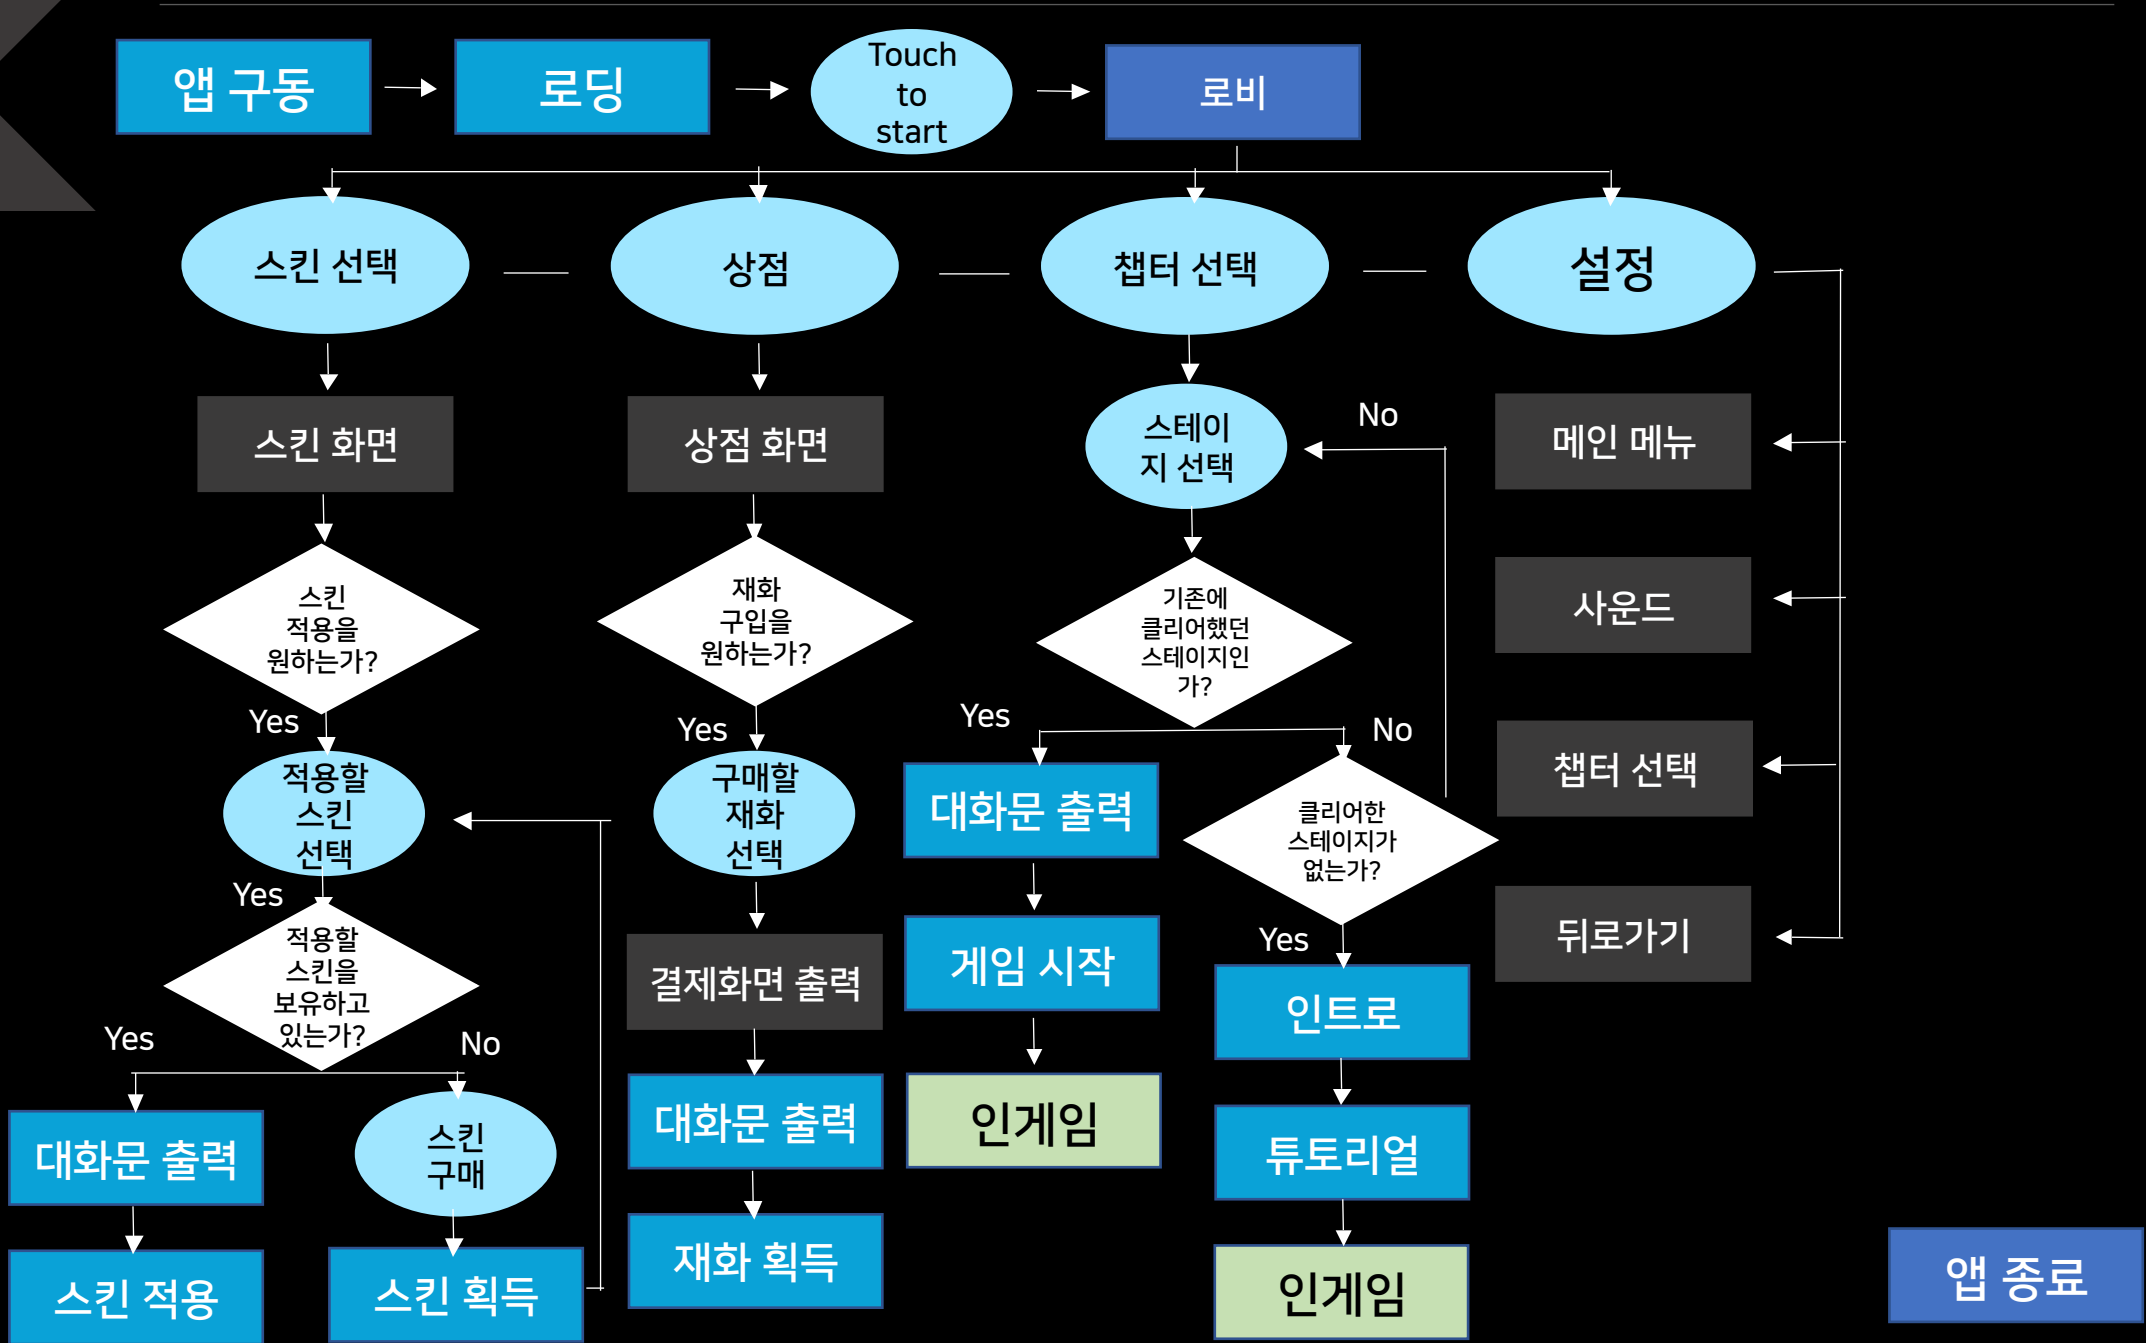 앱 구동
로딩
Touch
to
start
로비
스킨 선택
상점
챕터 선택
설정
스킨 화면
상점 화면
스테이
지 선택
No
메인 메뉴
스킨
적용을
원하는가?
재화
구입을
원하는가?
기존에
클리어했던
스테이지인
가?
사운드
Yes
Yes
Yes
No
적용할
스킨
선택
구매할
재화
선택
대화문 출력
클리어한
스테이지가
없는가?
챕터 선택
Yes
적용할
스킨을
보유하고
있는가?
결제화면 출력
게임 시작
Yes
인트로
뒤로가기
Yes
No
대화문 출력
스킨
구매
대화문 출력
인게임
튜토리얼
스킨 적용
스킨 획득
재화 획득
인게임
앱 종료